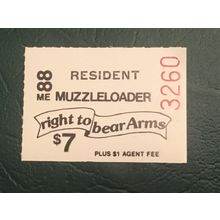 88
ME
RESIDENT
MUZZLELOADER
right to bear Arms
$7
PLUS $1 AGENT FEE
3260